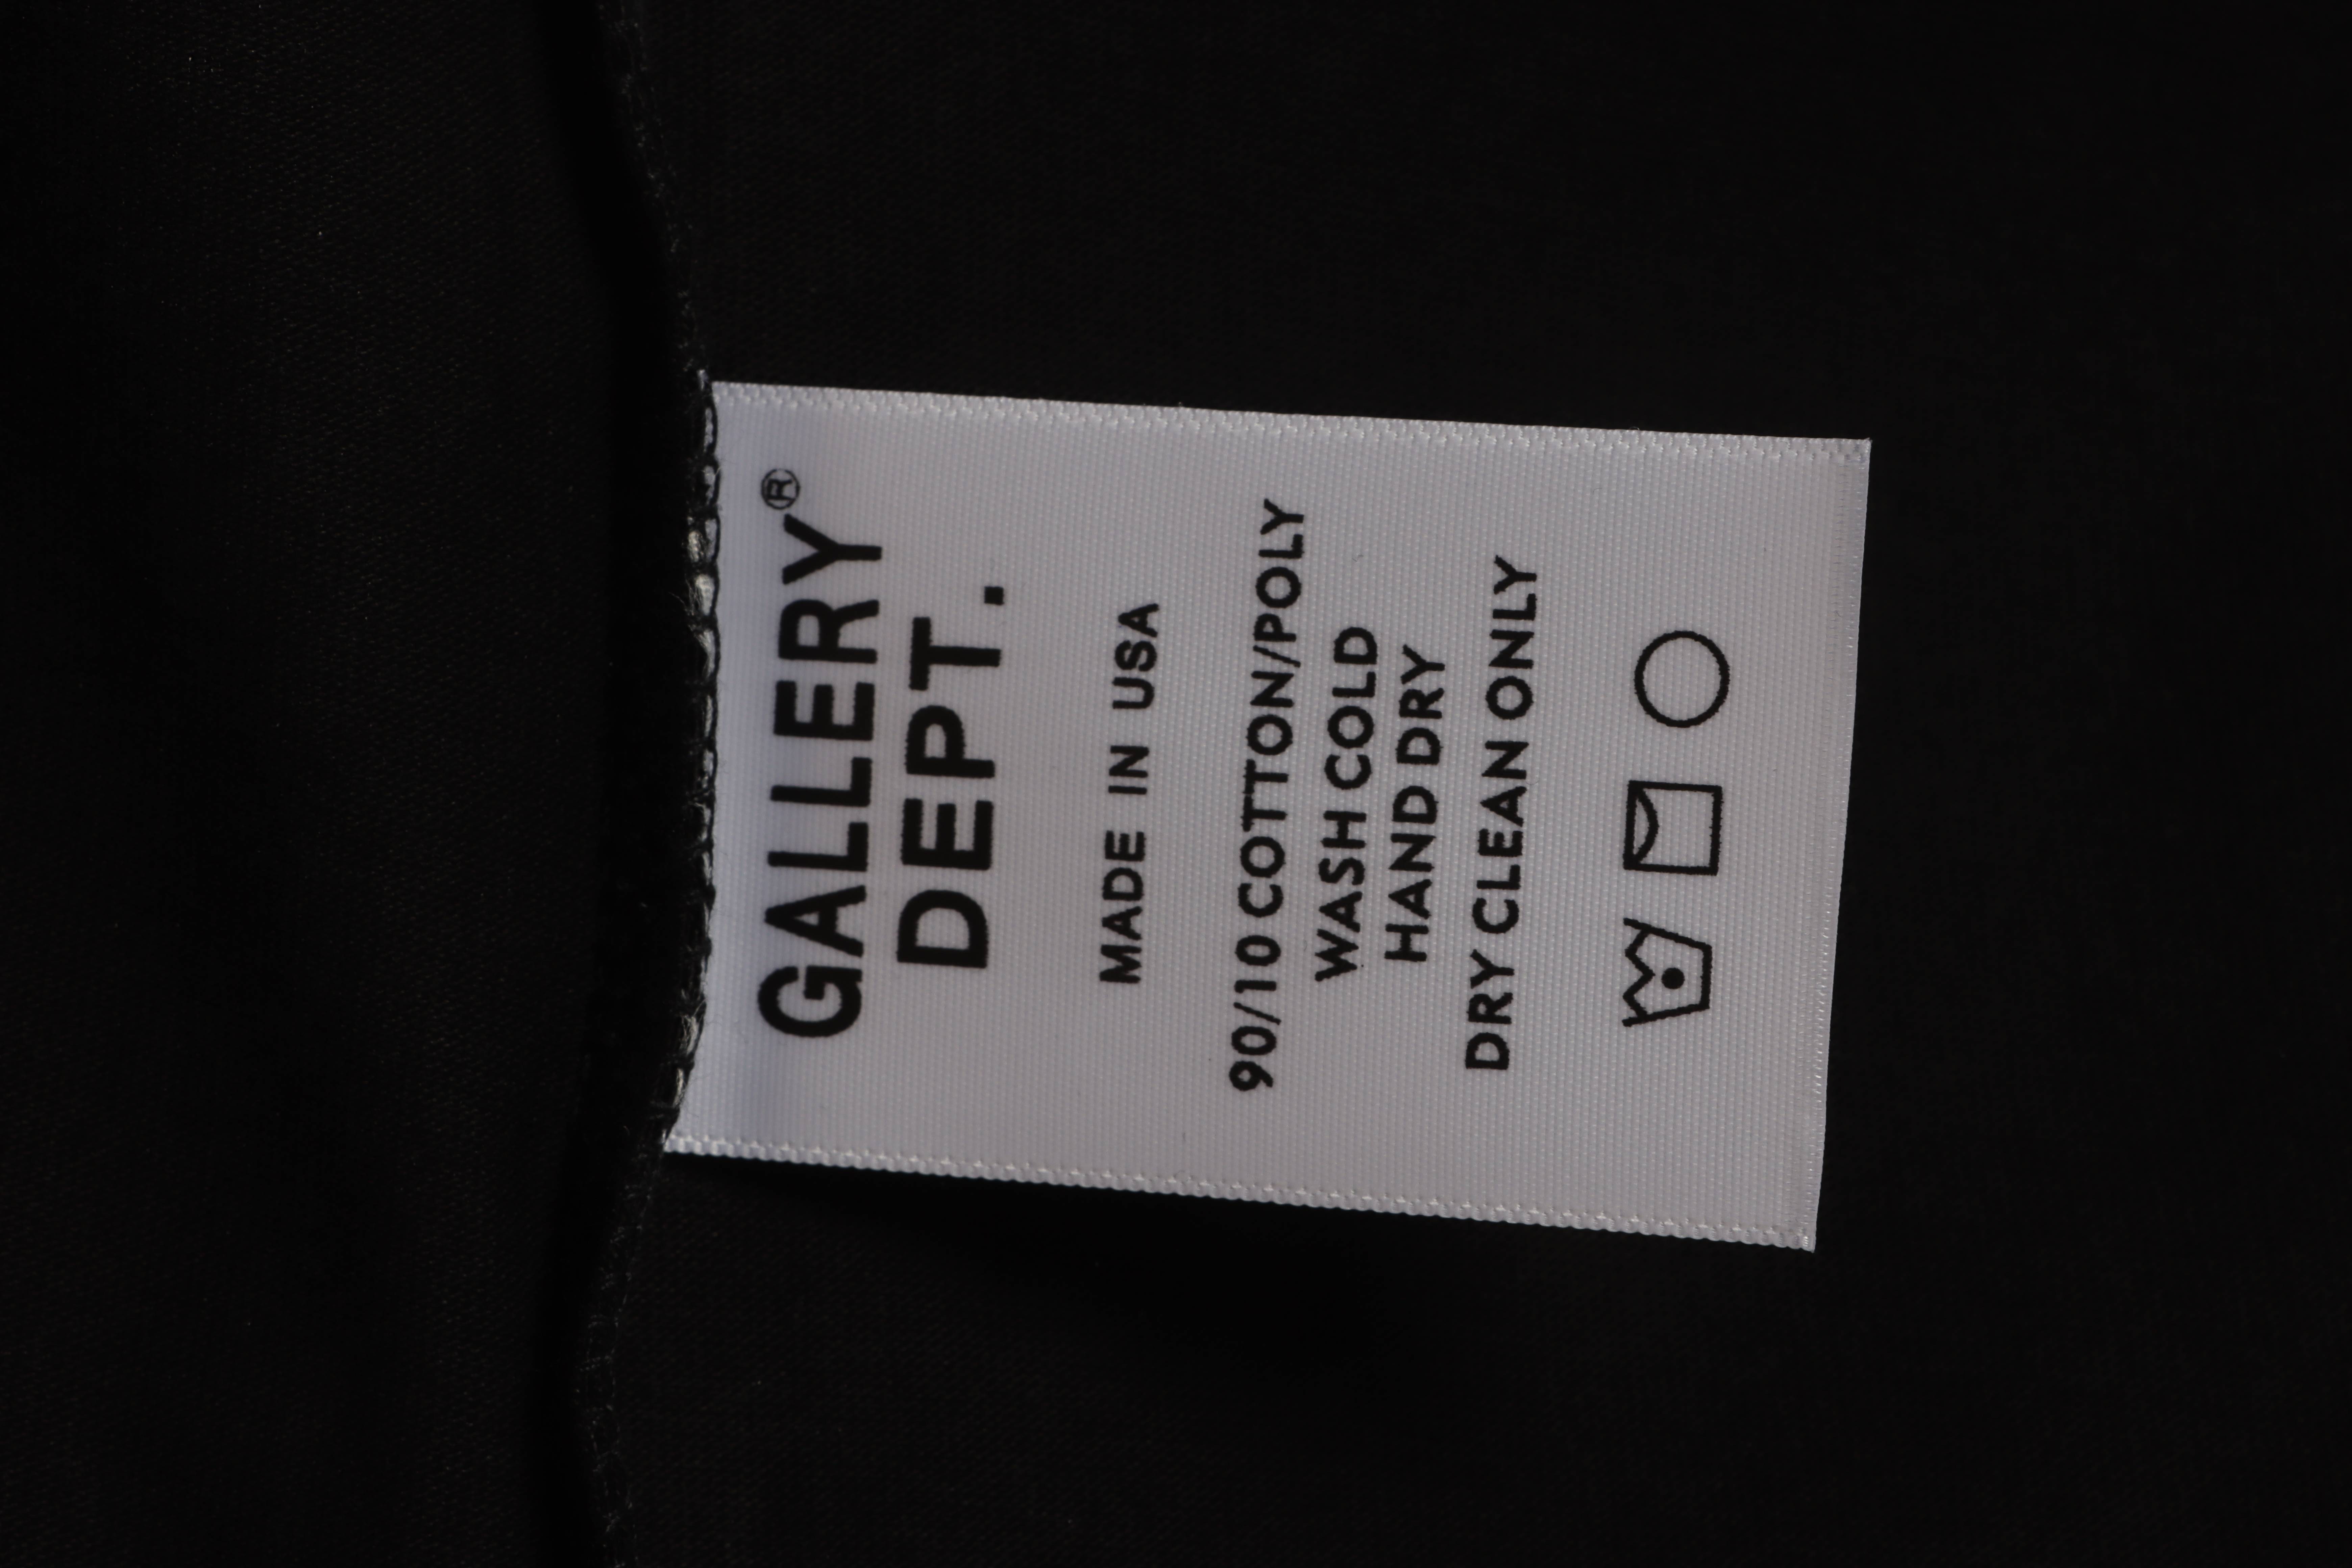 GALLERY®
DEPT.
MADE IN USA
90/10 COTTON/POLY
WASH COLD
HAND DRY
DRY CLEAN ONLY